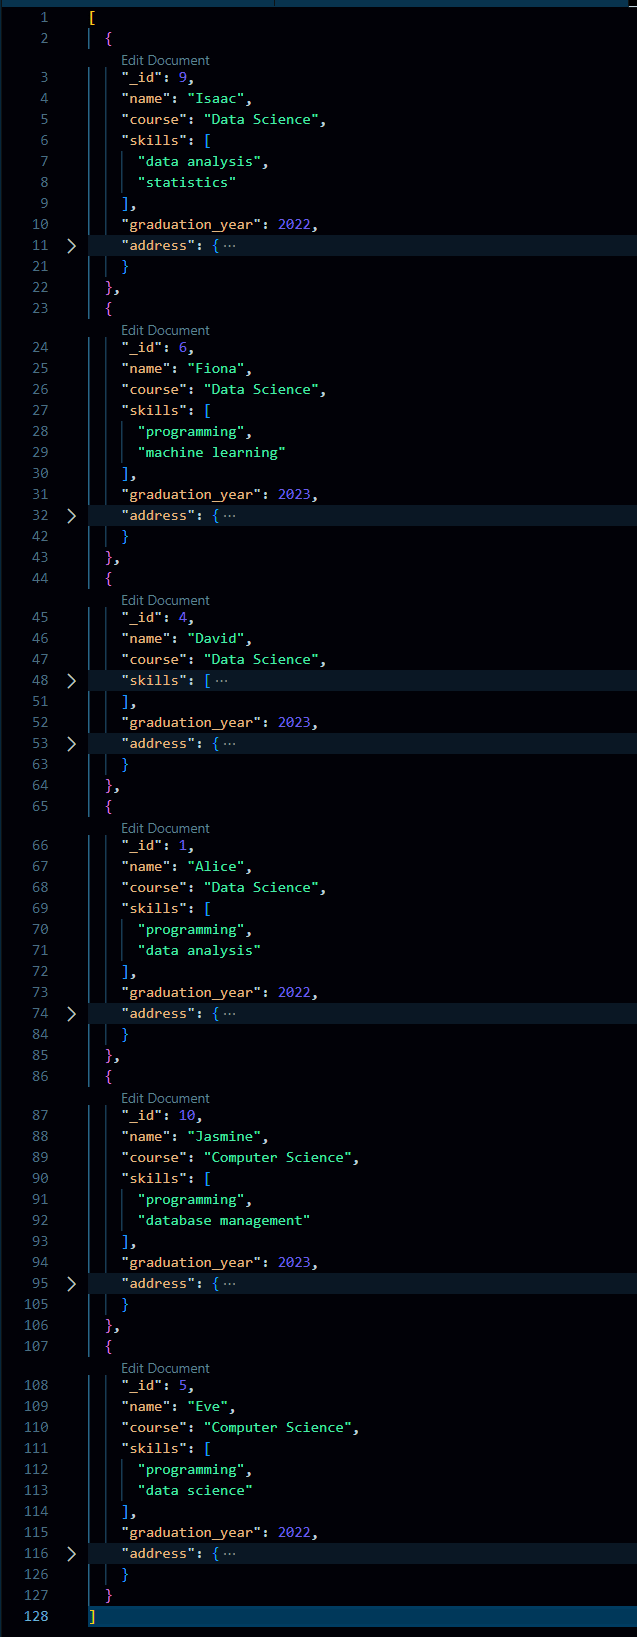 1 [
2 {
Edit Document
3 "_id": 9,
4 "name": "Isaac",
5 "course": "Data Science",
6 "skills": [
7 "data analysis",
8 "statistics"
9 ],
10 "graduation_year": 2022,
11 "address": { ···
21 }
22 },
23 {
Edit Document
24 "_id": 6,
25 "name": "Fiona",
26 "course": "Data Science",
27 "skills": [
28 "programming",
29 "machine learning"
30 ],
31 "graduation_year": 2023,
32 "address": { ···
42 }
43 },
44 {
Edit Document
45 "_id": 4,
46 "name": "David",
47 "course": "Data Science",
48 "skills": [ ···
51 ],
52 "graduation_year": 2023,
53 "address": { ···
63 }
64 },
65 {
Edit Document
66 "_id": 1,
67 "name": "Alice",
68 "course": "Data Science",
69 "skills": [
70 "programming",
71 "data analysis"
72 ],
73 "graduation_year": 2022,
74 "address": { ···
84 }
85 },
86 {
Edit Document
87 "_id": 10,
88 "name": "Jasmine",
89 "course": "Computer Science",
90 "skills": [
91 "programming",
92 "database management"
93 ],
94 "graduation_year": 2023,
95 "address": { ···
105 }
106 },
107 {
Edit Document
108 "_id": 5,
109 "name": "Eve",
110 "course": "Computer Science",
111 "skills": [
112 "programming",
113 "data science"
114 ],
115 "graduation_year": 2022,
116 "address": { ···
126 }
127 }
128 ]